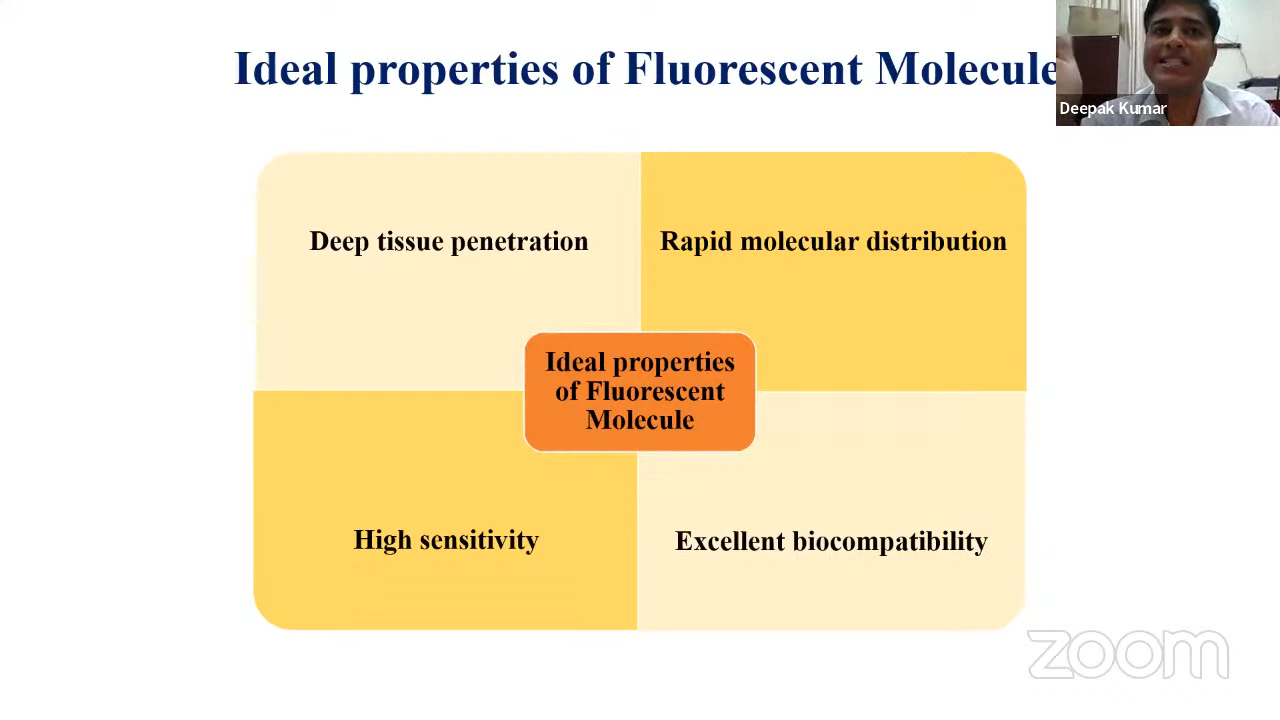 Ideal properties of Fluorescent Molecule
Deepak Kumar
Deep tissue penetration
Rapid molecular distribution
Ideal properties
of Fluorescent
Molecule
High sensitivity
Excellent biocompatibility
zoom